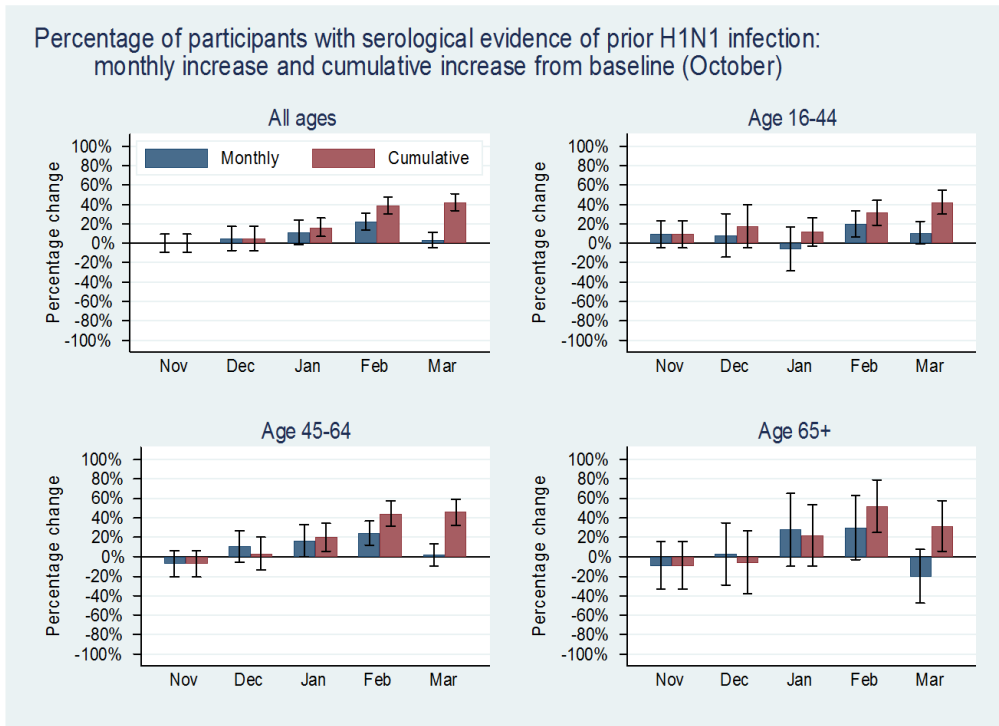 Percentage of participants with serological evidence of prior H1N1 infection:
monthly increase and cumulative increase from baseline (October)
All ages
Percentage change
100%
80%
60%
40%
20%
0%
-20%
-40%
-60%
-80%
-100%
Monthly Cumulative
Nov Dec Jan Feb Mar
Age 16-44
Percentage change
100%
80%
60%
40%
20%
0%
-20%
-40%
-60%
-80%
-100%
Nov Dec Jan Feb Mar
Age 45-64
Percentage change
100%
80%
60%
40%
20%
0%
-20%
-40%
-60%
-80%
-100%
Nov Dec Jan Feb Mar
Age 65+
Percentage change
100%
80%
60%
40%
20%
0%
-20%
-40%
-60%
-80%
-100%
Nov Dec Jan Feb Mar